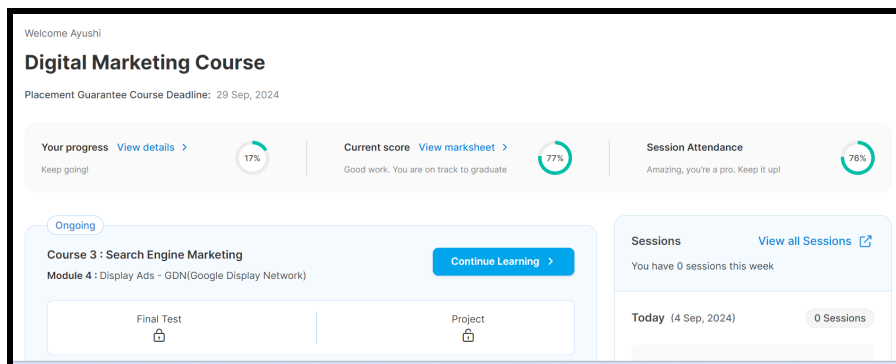 Welcome Ayushi
Digital Marketing Course
Placement Guarantee Course Deadline: 29 Sep, 2024
Your progress View details >
17%
Keep going!
Current score View marksheet >
77%
Good work. You are on track to graduate
Session Attendance
76%
Amazing, you're a pro. Keep it up!
Ongoing
Course 3 : Search Engine Marketing
Module 4 : Display Ads - GDN(Google Display Network)
Continue Learning >
Final Test
Project
Sessions
View all Sessions
You have 0 sessions this week
Today (4 Sep, 2024)
0 Sessions